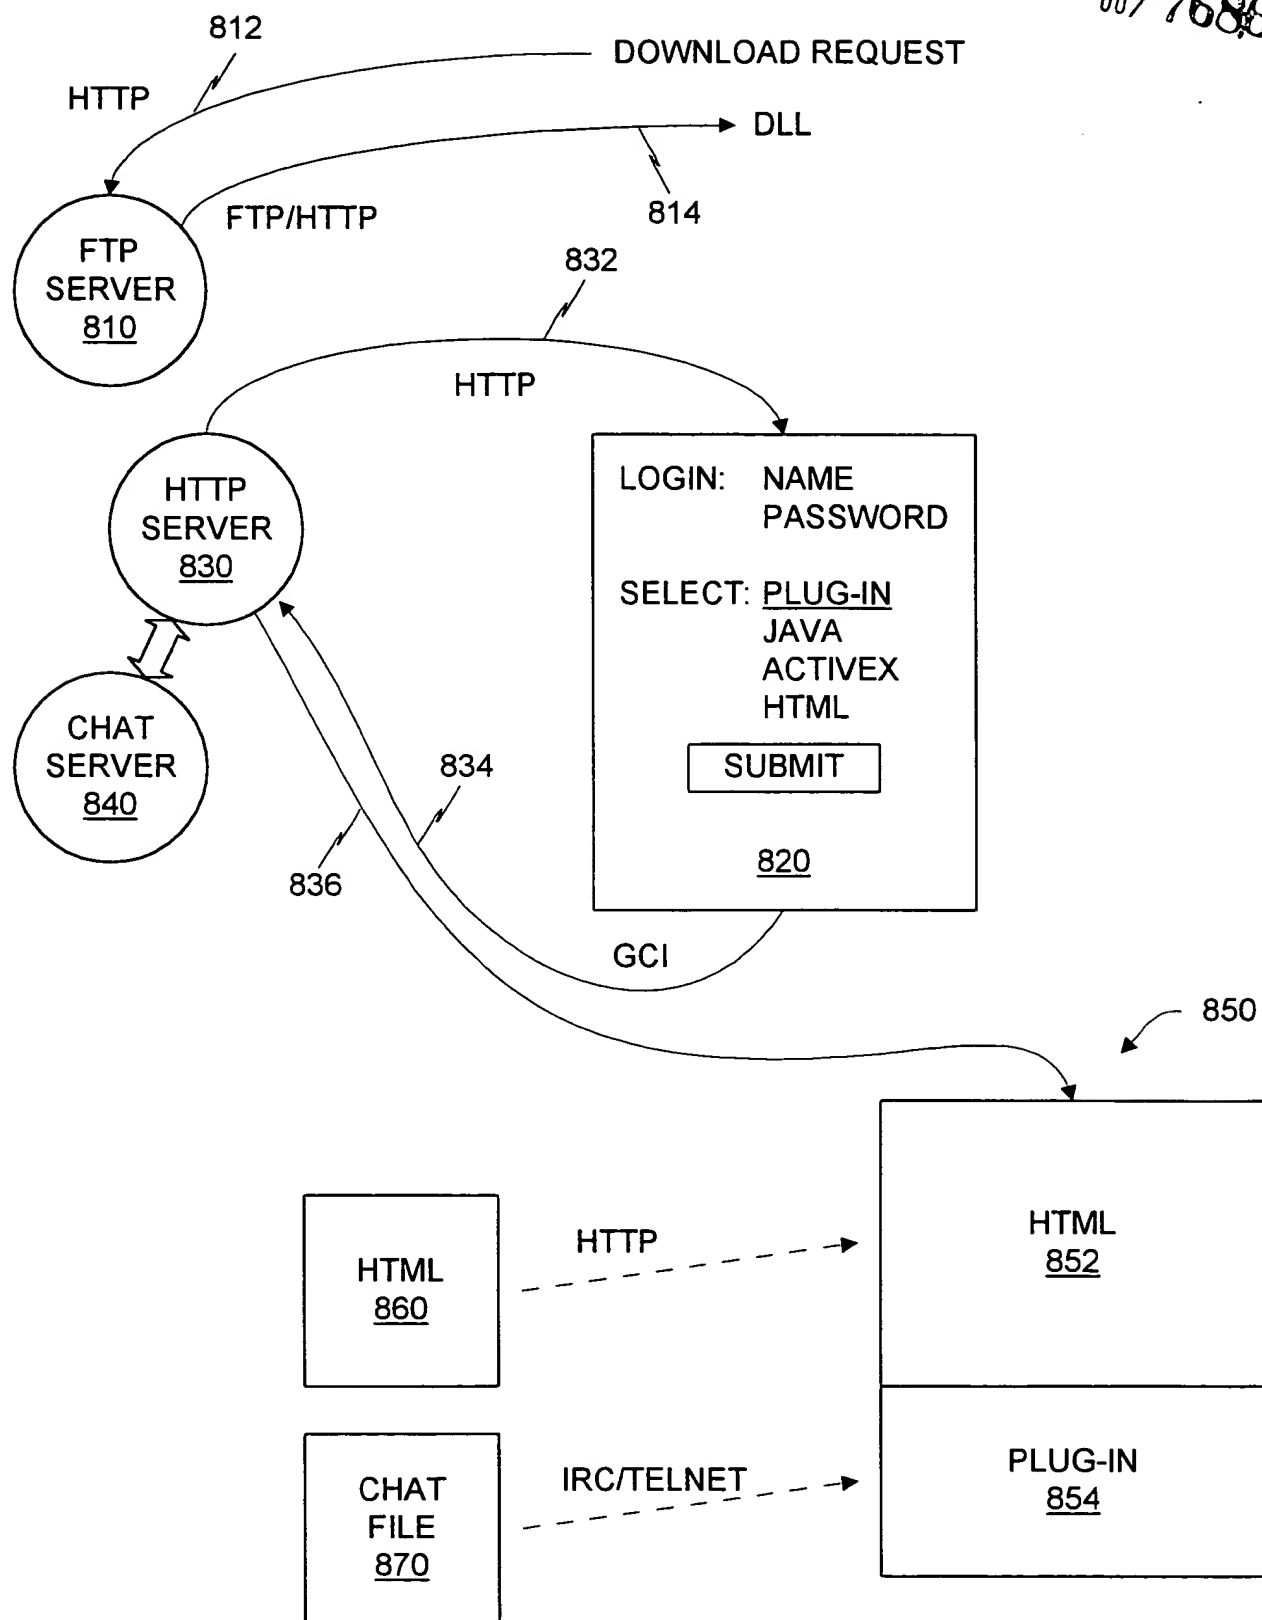 812
DOWNLOAD REQUEST
HTTP
DLL
FTP/HTTP
814
FTP
SERVER
810
832
HTTP
HTTP
SERVER
830
LOGIN: NAME
PASSWORD
SELECT: PLUG-IN
JAVA
ACTIVEX
HTML
SUBMIT
820
CHAT
SERVER
840
834
836
GCI
850
HTML
852
HTTP
HTML
860
PLUG-IN
854
IRC/TELNET
CHAT
FILE
870